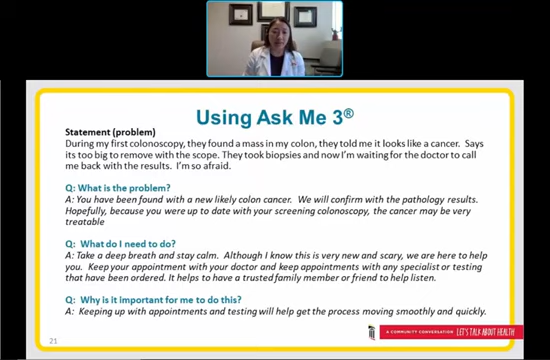 Using Ask Me 3®
Statement (problem)
During my first colonoscopy, they found a mass in my colon, they told me it looks like a cancer.  Says
its too big to remove with the scope. They took biopsies and now I'm waiting for the doctor to call
me back with the results.  I'm so afraid.
Q: What is the problem?
A: You have been found with a new likely colon cancer.   We will confirm with the pathology results.
Hopefully, because you were up to date with your screening colonoscopy, the cancer may be very
treatable
Q: What do I need to do?
A: Take a deep breath and stay calm.  Although I know this is very new and scary, we are here to help
you.  Keep your appointment with your doctor and keep appointments with any specialist or testing
that have been ordered.  It helps to have a trusted family member or friend to help listen.
Q: Why is it important for me to do this?
A:  Keeping up with appointments and testing will help get the process moving smoothly and quickly.
21
A COMMUNITY CONVERSATION LET'S TALK ABOUT HEALTH